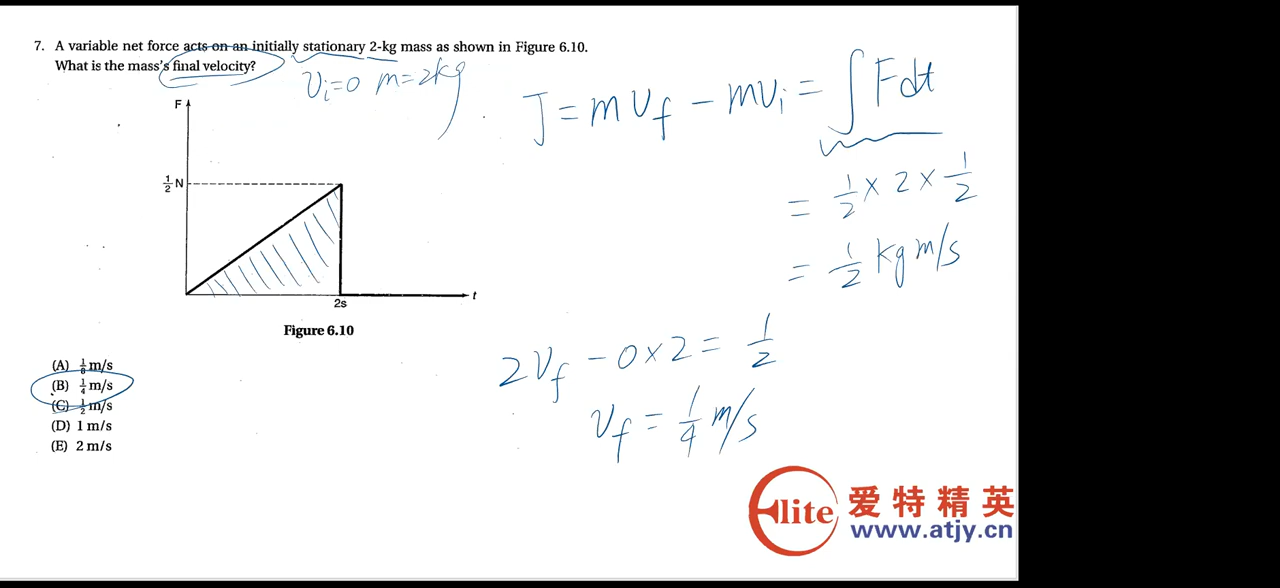 7. A variable net force acts on an initially stationary 2-kg mass as shown in Figure 6.10.
What is the mass's final velocity?
Vi=0 m=2kg
J = mVf - mVi = ∫Fdt
= 1/2 × 2 × 1/2
= 1/2 kg m/s
F
1/2 N
2s
t
Figure 6.10
2Vf - 0×2 = 1/2
Vf = 1/4 m/s
(A) 1/8 m/s
(B) 1/4 m/s
(C) 1/2 m/s
(D) 1 m/s
(E) 2 m/s
Elite 爱特精英
www.atjy.cn